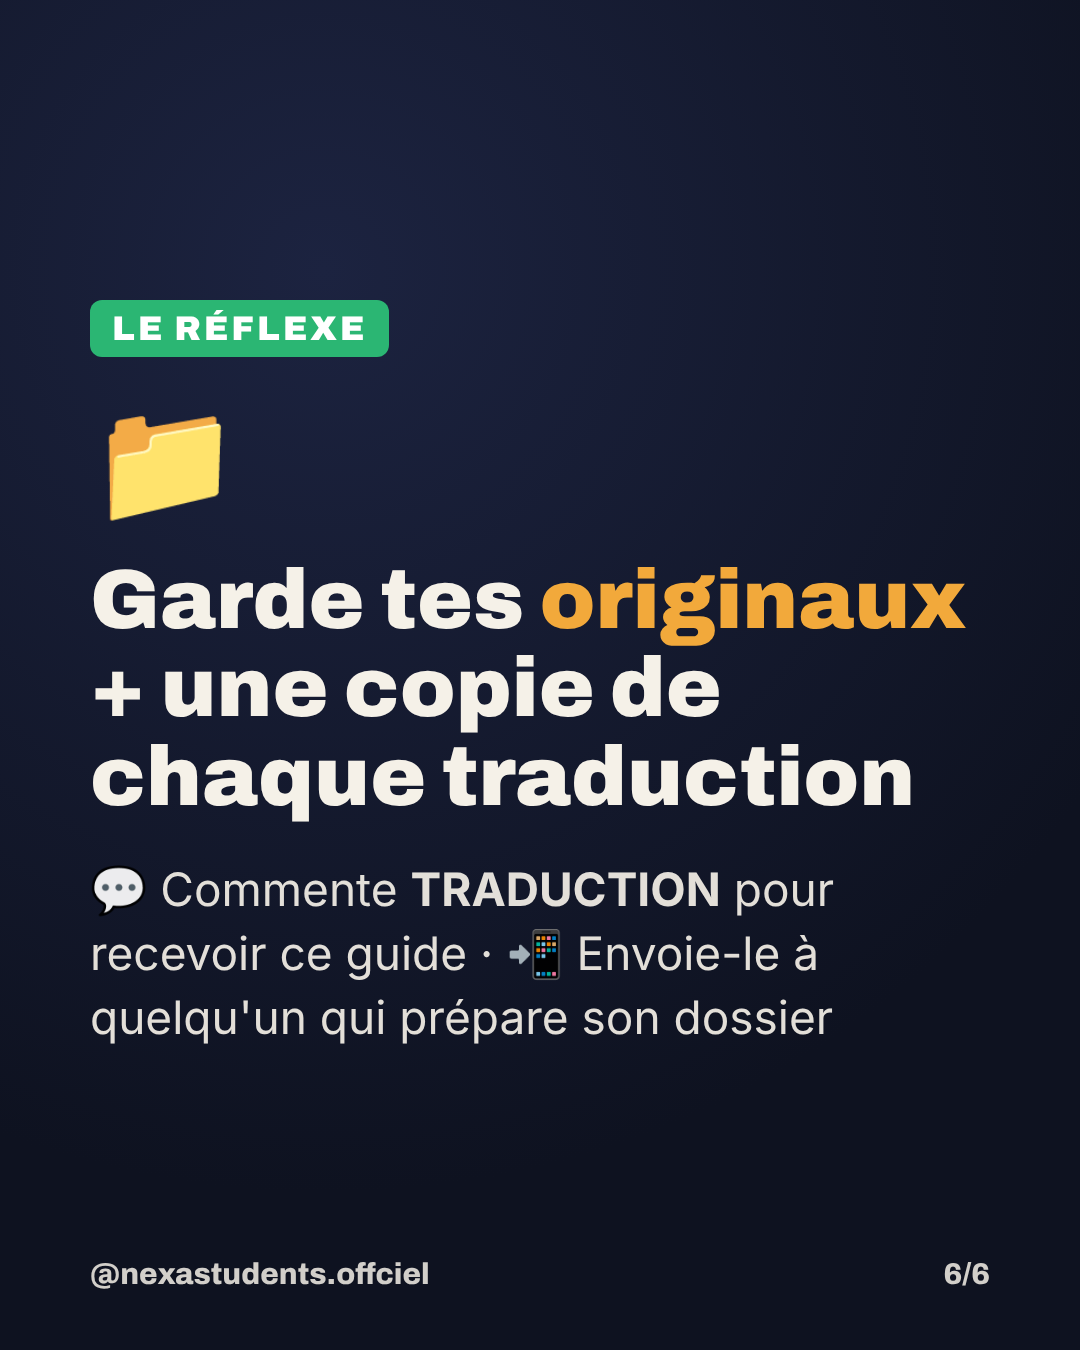 LE RÉFLEXE
Garde tes originaux
+ une copie de
chaque traduction
💬 Commente TRADUCTION pour
recevoir ce guide · 📲 Envoie-le à
quelqu'un qui prépare son dossier
@nexastudents.offciel
6/6